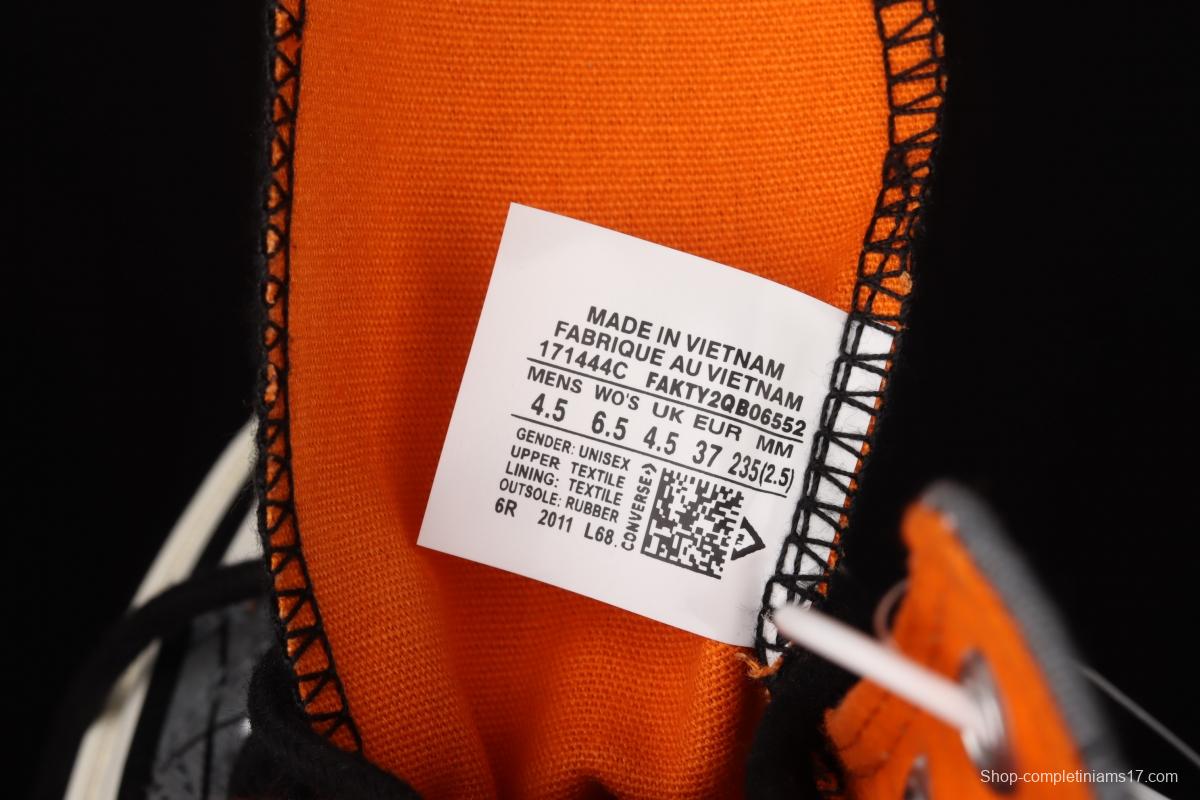 MADE IN VIETNAM
FABRIQUE AU VIETNAM
171444C FAKTY2QB06552
MENS WO'S UK EUR MM
4.5 6.5 4.5 37 235(2.5)
GENDER: UNISEX
UPPER: TEXTILE
LINING: TEXTILE
OUTSOLE: RUBBER
6R 2011 L68.
CONVERSE
Shop-completiniams17.com